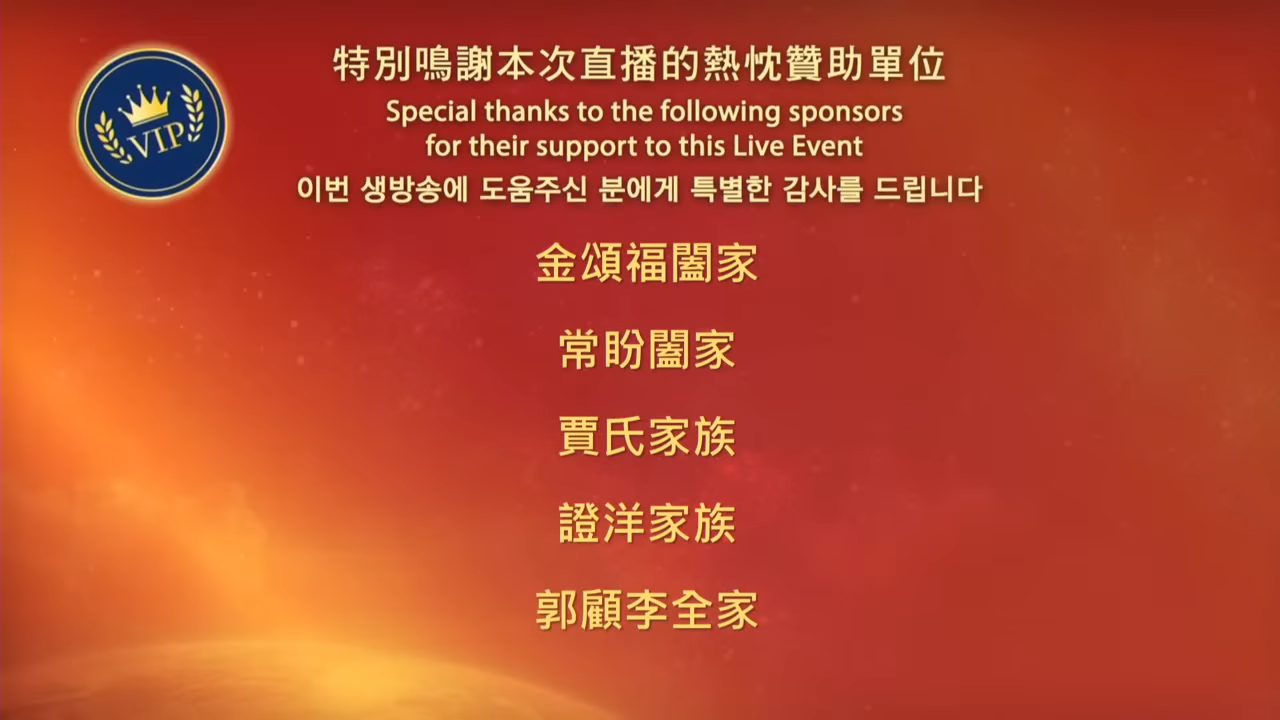 VIP
特別鳴謝本次直播的熱忱贊助單位
Special thanks to the following sponsors
for their support to this Live Event
이번 생방송에 도움주신 분에게 특별한 감사를 드립니다
金頌福闔家
常盼闔家
賈氏家族
證洋家族
郭顧李全家